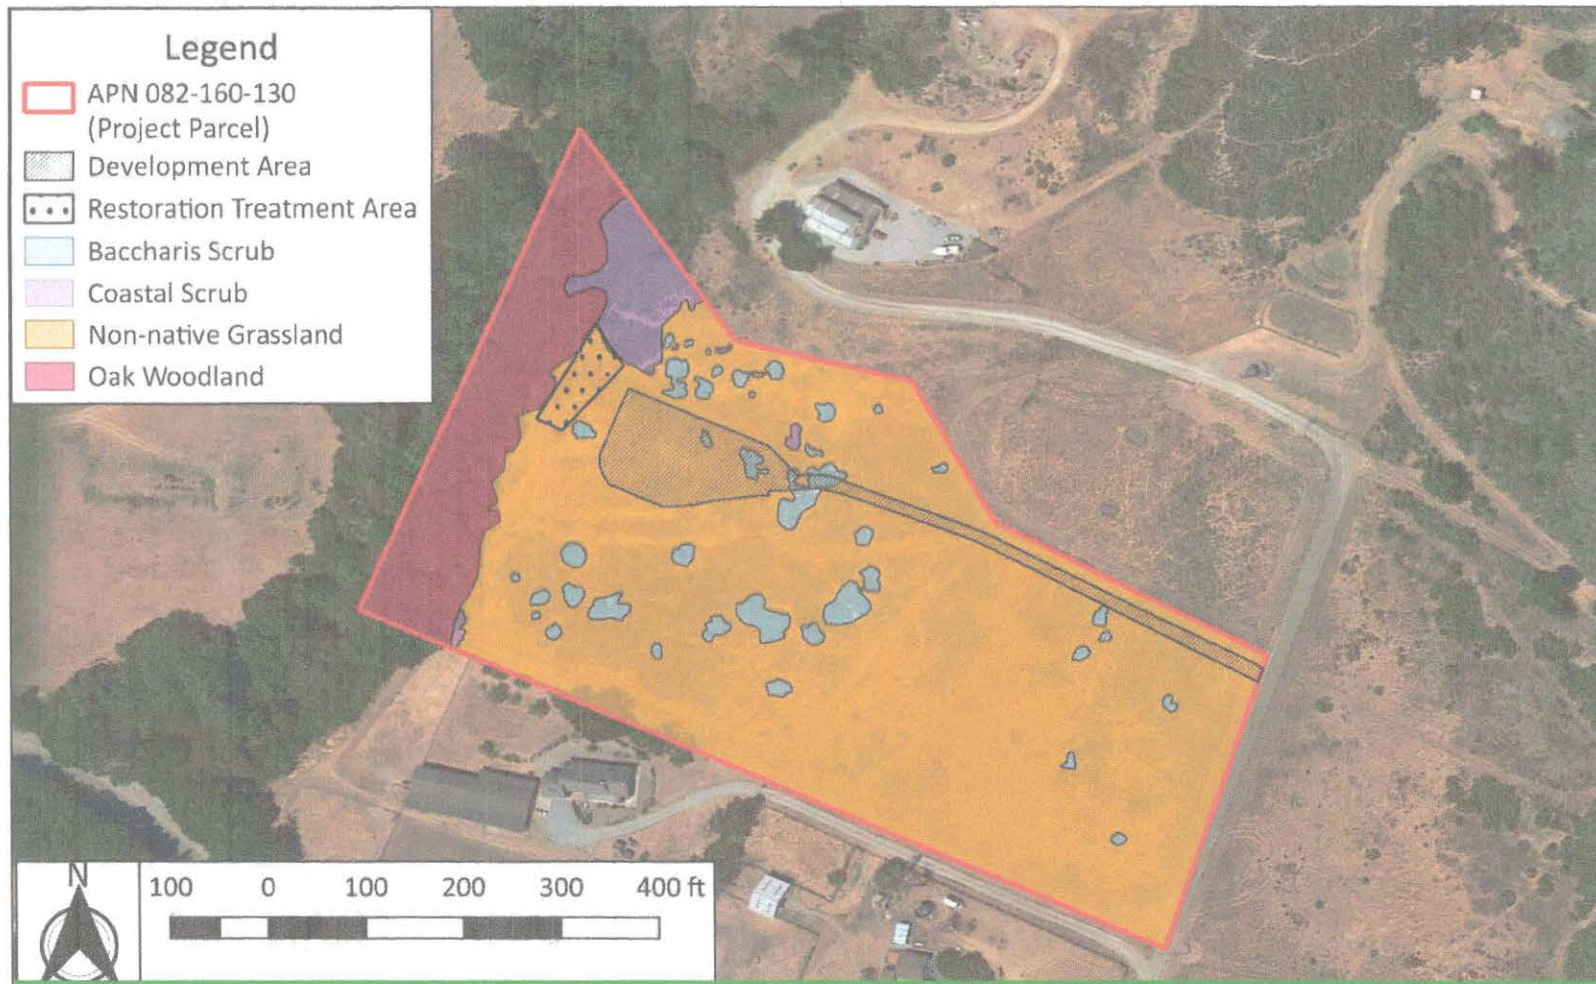 Legend
APN 082-160-130
(Project Parcel)
Development Area
Restoration Treatment Area
Baccharis Scrub
Coastal Scrub
Non-native Grassland
Oak Woodland
N
100 0 100 200 300 400 ft